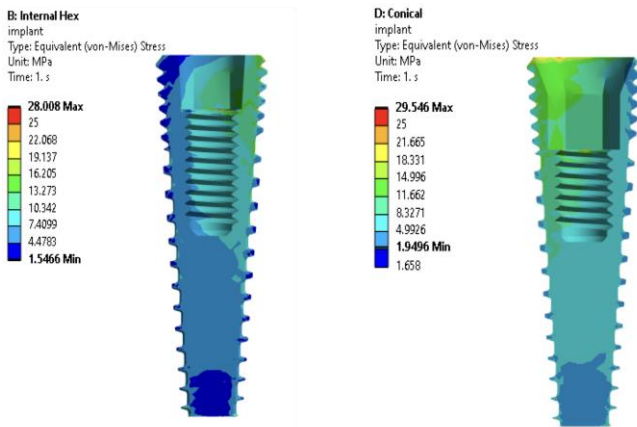 B: Internal Hex
implant
Type: Equivalent (von-Mises) Stress
Unit: MPa
Time: 1. s
28.008 Max
25
22.068
19.137
16.205
13.273
10.342
7.4099
4.4783
1.5466 Min
D: Conical
implant
Type: Equivalent (von-Mises) Stress
Unit: MPa
Time: 1. s
29.546 Max
25
21.665
18.331
14.996
11.662
8.3271
4.9926
1.9496 Min
1.658